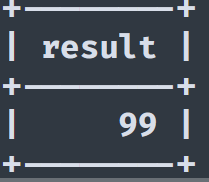 +--------+
| result |
+--------+
|     99 |
+--------+